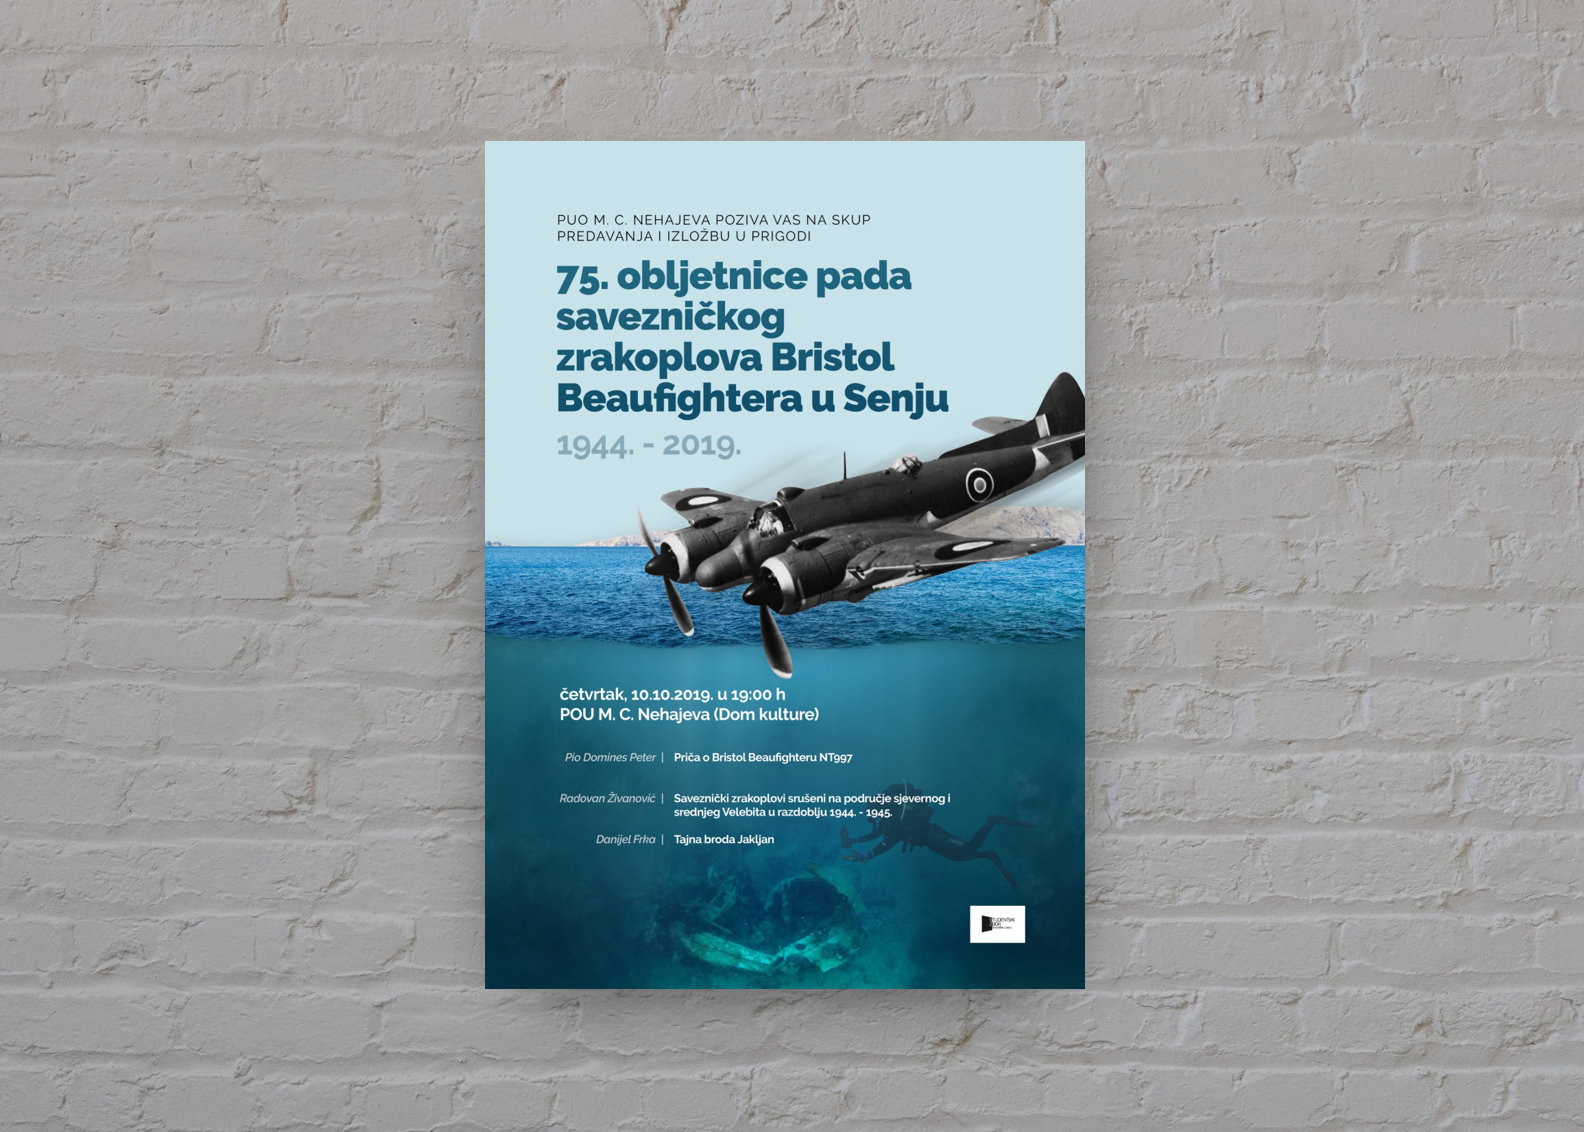 PUO M. C. NEHAJEVA POZIVA VAS NA SKUP
PREDAVANJA I IZLOŽBU U PRIGODI
75. obljetnice pada
savezničkog
zrakoplova Bristol
Beaufightera u Senju
1944. - 2019.
četvrtak, 10.10.2019. u 19:00 h
POU M. C. Nehajeva (Dom kulture)
Pio Domines Peter | Priča o Bristol Beaufighteru NT997
Radovan Živanović | Saveznički zrakoplovi srušeni na područje sjevernog i
srednjeg Velebita u razdoblju 1944. - 1945.
Danijel Frka | Tajna broda Jakljan